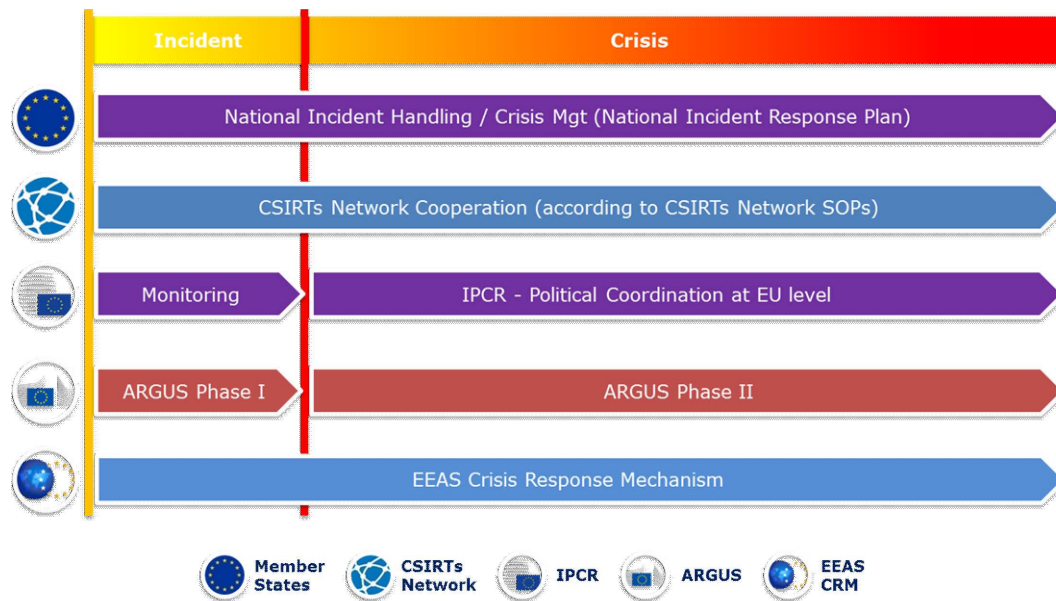 Incident
Crisis
National Incident Handling / Crisis Mgt (National Incident Response Plan)
CSIRTs Network Cooperation (according to CSIRTs Network SOPs)
Monitoring
IPCR - Political Coordination at EU level
ARGUS Phase I
ARGUS Phase II
EEAS Crisis Response Mechanism
Member
States
CSIRTs
Network
IPCR
ARGUS
EEAS
CRM